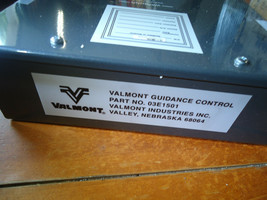 VALMONT GUIDANCE CONTROL
PART NO. 03E1501
VALMONT INDUSTRIES INC.
VALLEY, NEBRASKA 68064
VALMONT